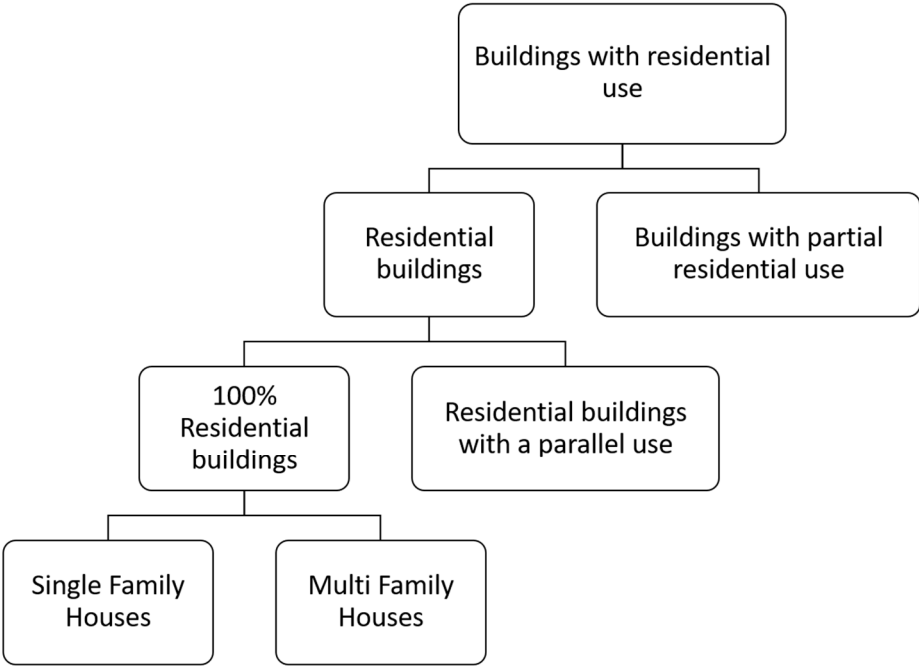 Buildings with residential
use
Residential
buildings
Buildings with partial
residential use
100%
Residential
buildings
Residential buildings
with a parallel use
Single Family
Houses
Multi Family
Houses